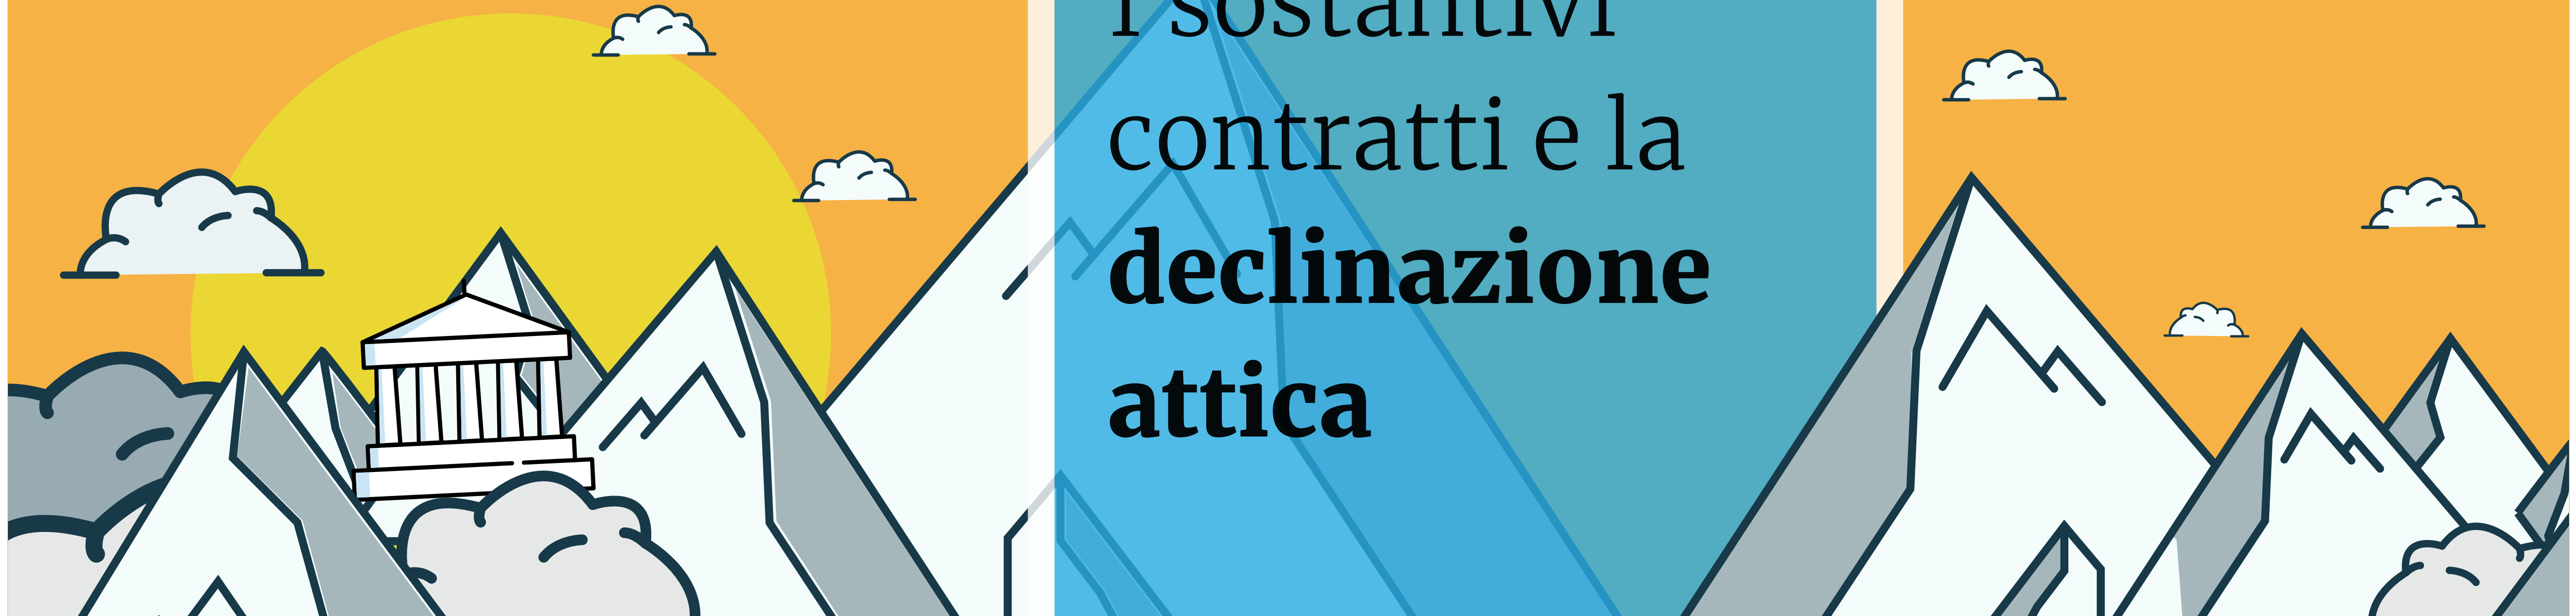 I sostantivi
contratti e la
declinazione
attica